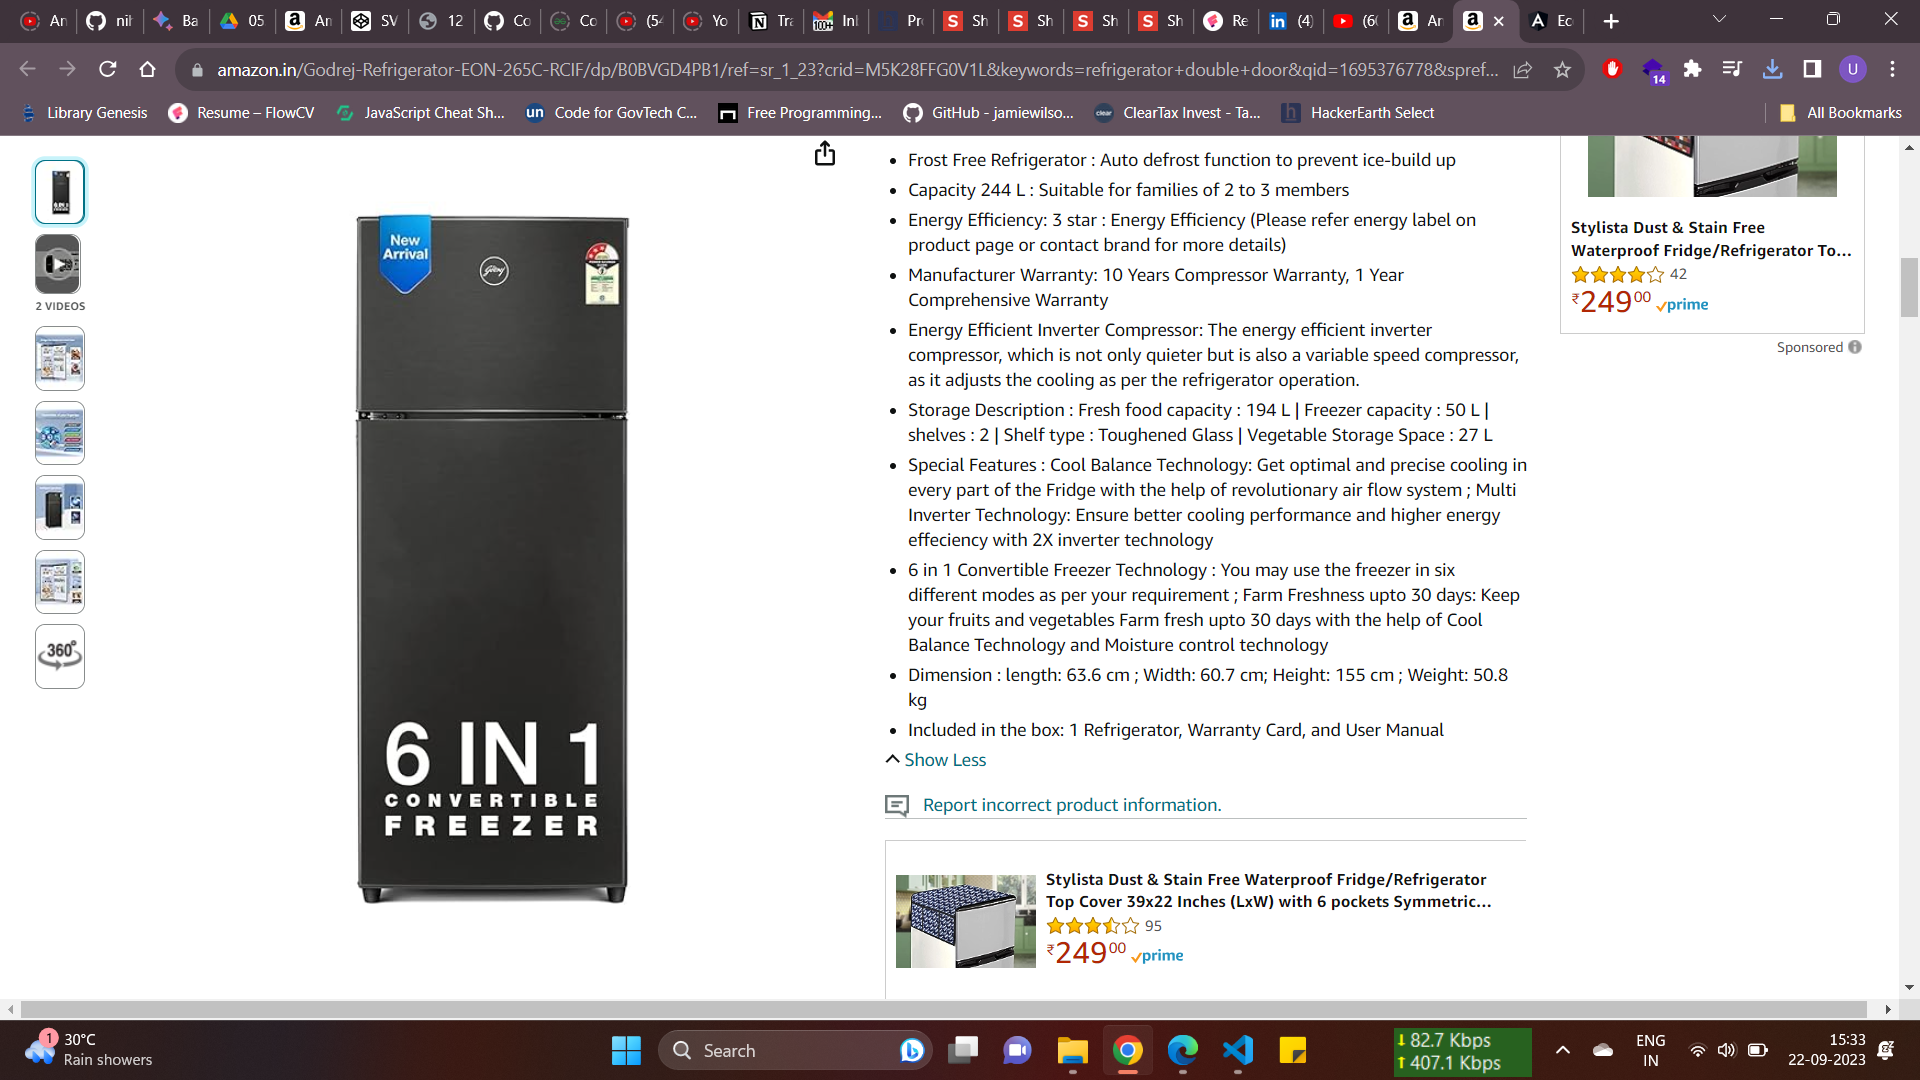 An
nih
Ba
05
An
SV
12
Co
Co
(54
Yo
Tra
100+
Inl
Pr
Sh
Sh
Sh
Sh
Re
(4)
(60
An
Ec
amazon.in/Godrej-Refrigerator-EON-265C-RCIF/dp/B0BVGD4PB1/ref=sr_1_23?crid=M5K28FFG0V1L&keywords=refrigerator+double+door&qid=1695376778&spref...
14
U
Library Genesis
Resume – FlowCV
JavaScript Cheat Sh...
un
Code for GovTech C...
Free Programming...
GitHub - jamiewilso...
clear
ClearTax Invest - Ta...
h
HackerEarth Select
All Bookmarks
2 VIDEOS
360°
New
Arrival
Godrej
6 IN 1
CONVERTIBLE
FREEZER
Frost Free Refrigerator : Auto defrost function to prevent ice-build up
Capacity 244 L : Suitable for families of 2 to 3 members
Energy Efficiency: 3 star : Energy Efficiency (Please refer energy label on
product page or contact brand for more details)
Manufacturer Warranty: 10 Years Compressor Warranty, 1 Year
Comprehensive Warranty
Energy Efficient Inverter Compressor: The energy efficient inverter
compressor, which is not only quieter but is also a variable speed compressor,
as it adjusts the cooling as per the refrigerator operation.
Storage Description : Fresh food capacity : 194 L | Freezer capacity : 50 L |
shelves : 2 | Shelf type : Toughened Glass | Vegetable Storage Space : 27 L
Special Features : Cool Balance Technology: Get optimal and precise cooling in
every part of the Fridge with the help of revolutionary air flow system ; Multi
Inverter Technology: Ensure better cooling performance and higher energy
effeciency with 2X inverter technology
6 in 1 Convertible Freezer Technology : You may use the freezer in six
different modes as per your requirement ; Farm Freshness upto 30 days: Keep
your fruits and vegetables Farm fresh upto 30 days with the help of Cool
Balance Technology and Moisture control technology
Dimension : length: 63.6 cm ; Width: 60.7 cm; Height: 155 cm ; Weight: 50.8
kg
Included in the box: 1 Refrigerator, Warranty Card, and User Manual
Show Less
Report incorrect product information.
Stylista Dust & Stain Free Waterproof Fridge/Refrigerator
Top Cover 39x22 Inches (LxW) with 6 pockets Symmetric...
95
₹24900 prime
Stylista Dust & Stain Free
Waterproof Fridge/Refrigerator To...
42
₹24900 prime
Sponsored
1
30°C
Rain showers
Search
82.7 Kbps
407.1 Kbps
ENG
IN
15:33
22-09-2023